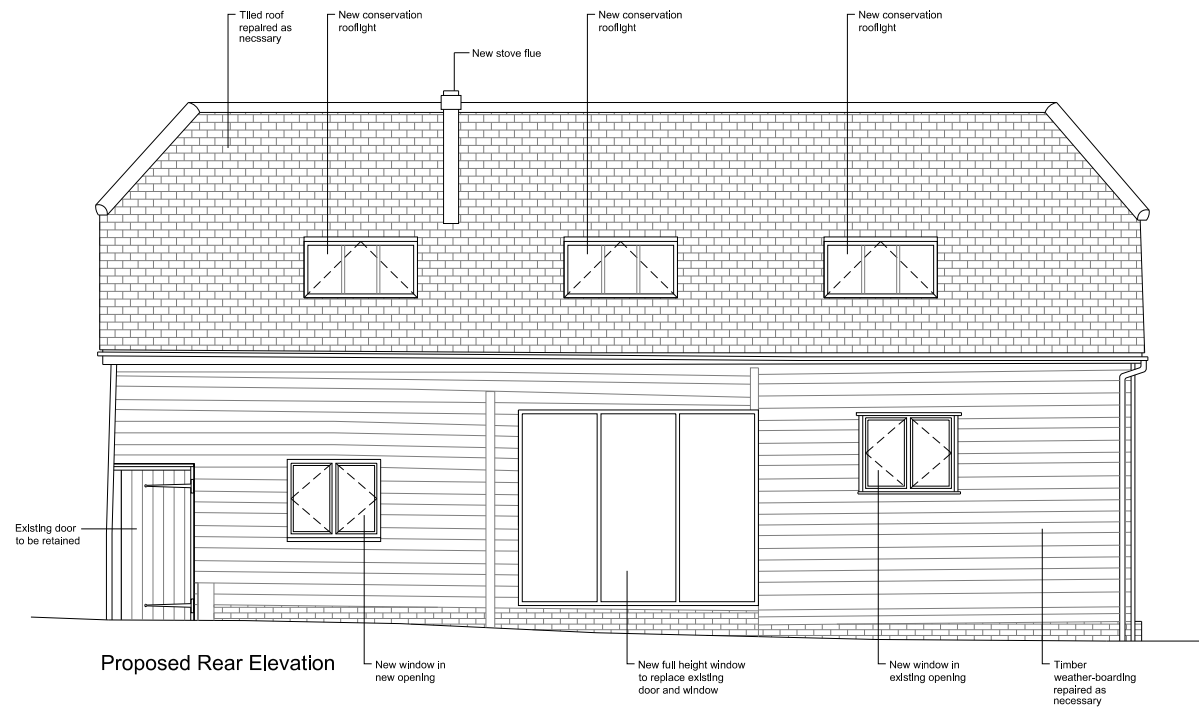 Tiled roof
repaired as
necssary
New conservation
rooflight
New conservation
rooflight
New conservation
rooflight
New stove flue
Existing door
to be retained
Proposed Rear Elevation
New window in
new opening
New full height window
to replace existing
door and window
New window in
existing opening
Timber
weather-boarding
repaired as
necessary